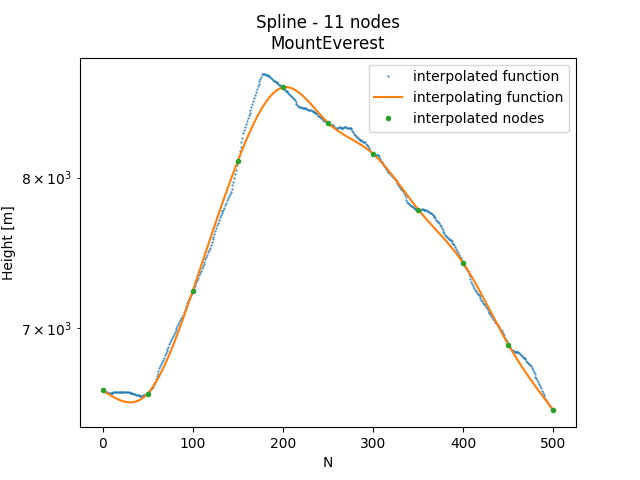 Spline - 11 nodes
MountEverest
interpolated function
interpolating function
interpolated nodes
8 × 10³
7 × 10³
Height [m]
0 100 200 300 400 500
N